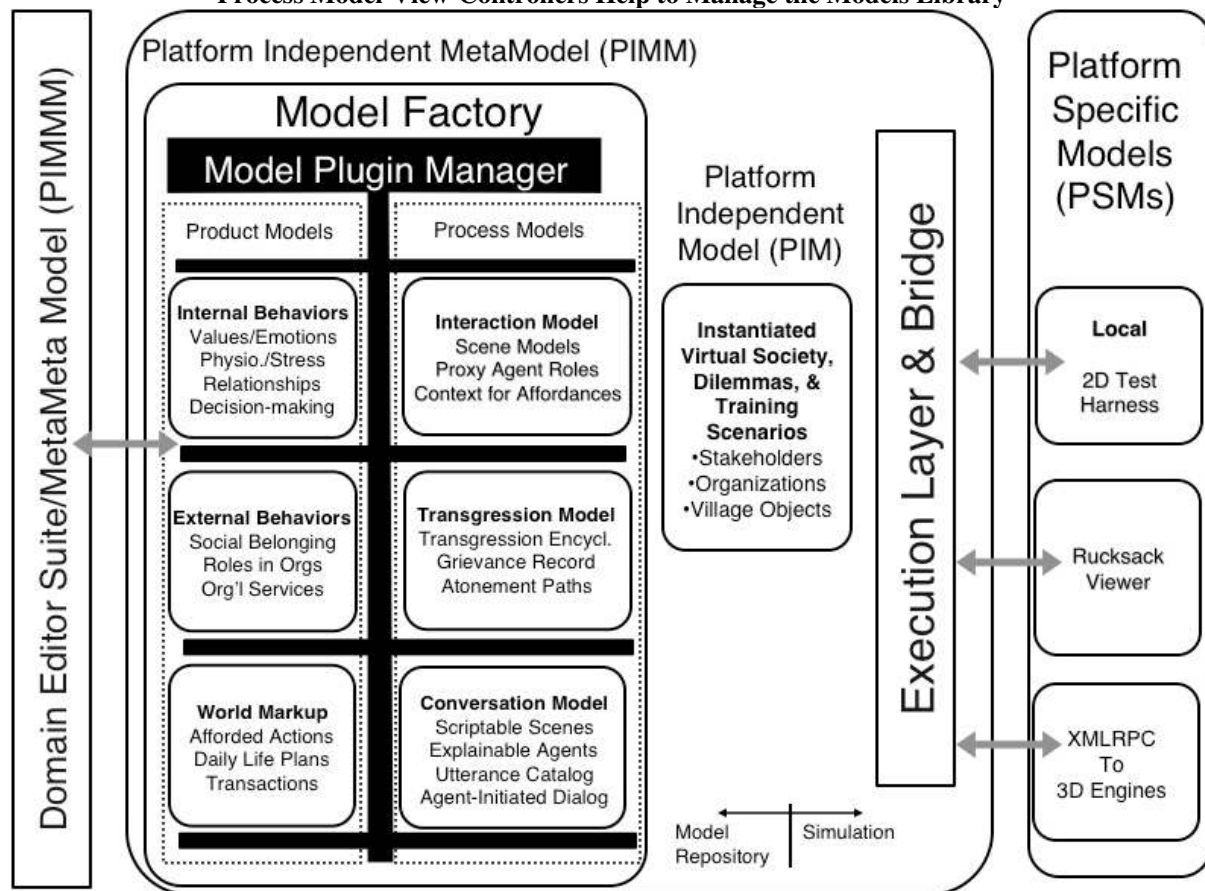 Process Model-View-Controllers Help to Manage the Models Library
Domain Editor Suite/MetaMeta Model (PIMMM)
Platform Independent MetaModel (PIMM)
Model Factory
Model Plugin Manager
Product Models
Internal Behaviors
Values/Emotions
Physio./Stress
Relationships
Decision-making
External Behaviors
Social Belonging
Roles in Orgs
Org'l Services
World Markup
Afforded Actions
Daily Life Plans
Transactions
Process Models
Interaction Model
Scene Models
Proxy Agent Roles
Context for Affordances
Transgression Model
Transgression Encycl.
Grievance Record
Atonement Paths
Conversation Model
Scriptable Scenes
Explainable Agents
Utterance Catalog
Agent-Initiated Dialog
Platform
Independent
Model (PIM)
Instantiated
Virtual Society,
Dilemmas, &
Training
Scenarios
•Stakeholders
•Organizations
•Village Objects
Model
Repository
Simulation
Execution Layer & Bridge
Platform
Specific
Models
(PSMs)
Local
2D Test
Harness
Rucksack
Viewer
XMLRPC
To
3D Engines